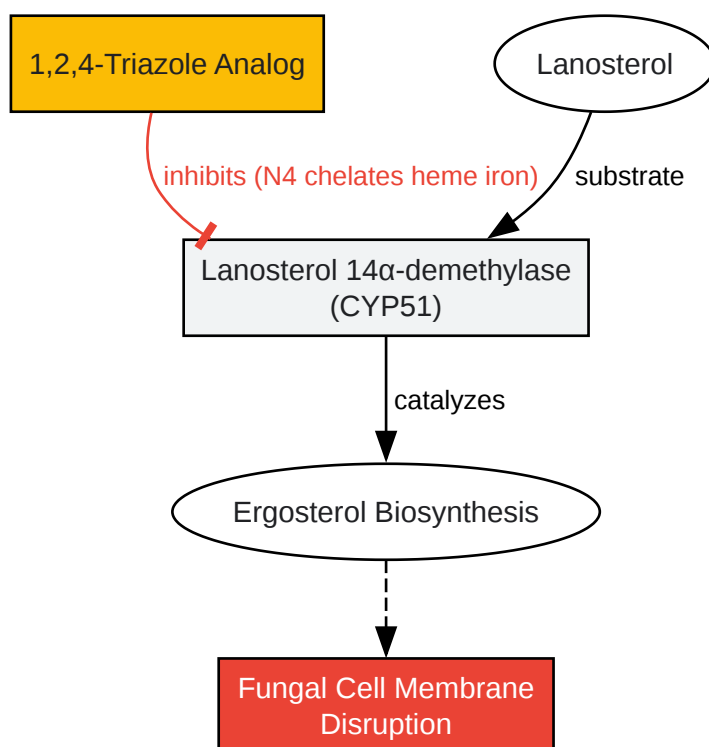 1,2,4-Triazole Analog
Lanosterol
inhibits (N4 chelates heme iron)
substrate
Lanosterol 14α-demethylase
(CYP51)
catalyzes
Ergosterol Biosynthesis
Fungal Cell Membrane
Disruption